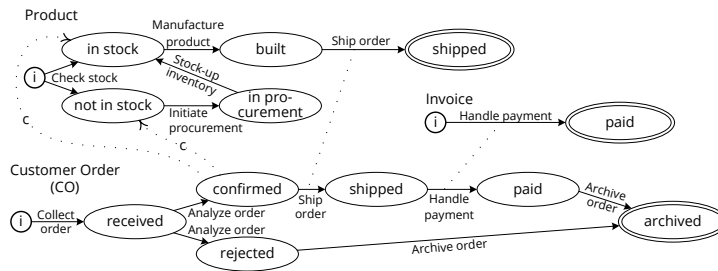 Product
Manufacture
product
in stock
built
Ship order
shipped
i
Check stock
Stock-up
inventory
not in stock
Initiate
procurement
in pro-
curement
Invoice
i
Handle payment
paid
c
c
Customer Order
(CO)
confirmed
Ship
order
shipped
Handle
payment
paid
Archive
order
i
Collect
order
received
Analyze order
Analyze order
archived
rejected
Archive order